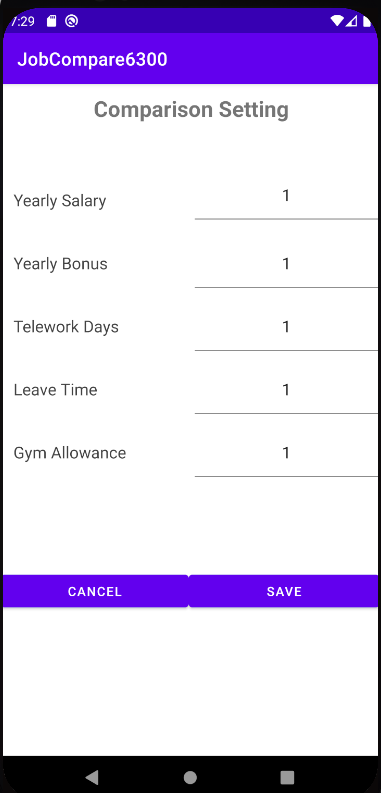 7:29
JobCompare6300
Comparison Setting
Yearly Salary 1
Yearly Bonus 1
Telework Days 1
Leave Time 1
Gym Allowance 1
CANCEL SAVE